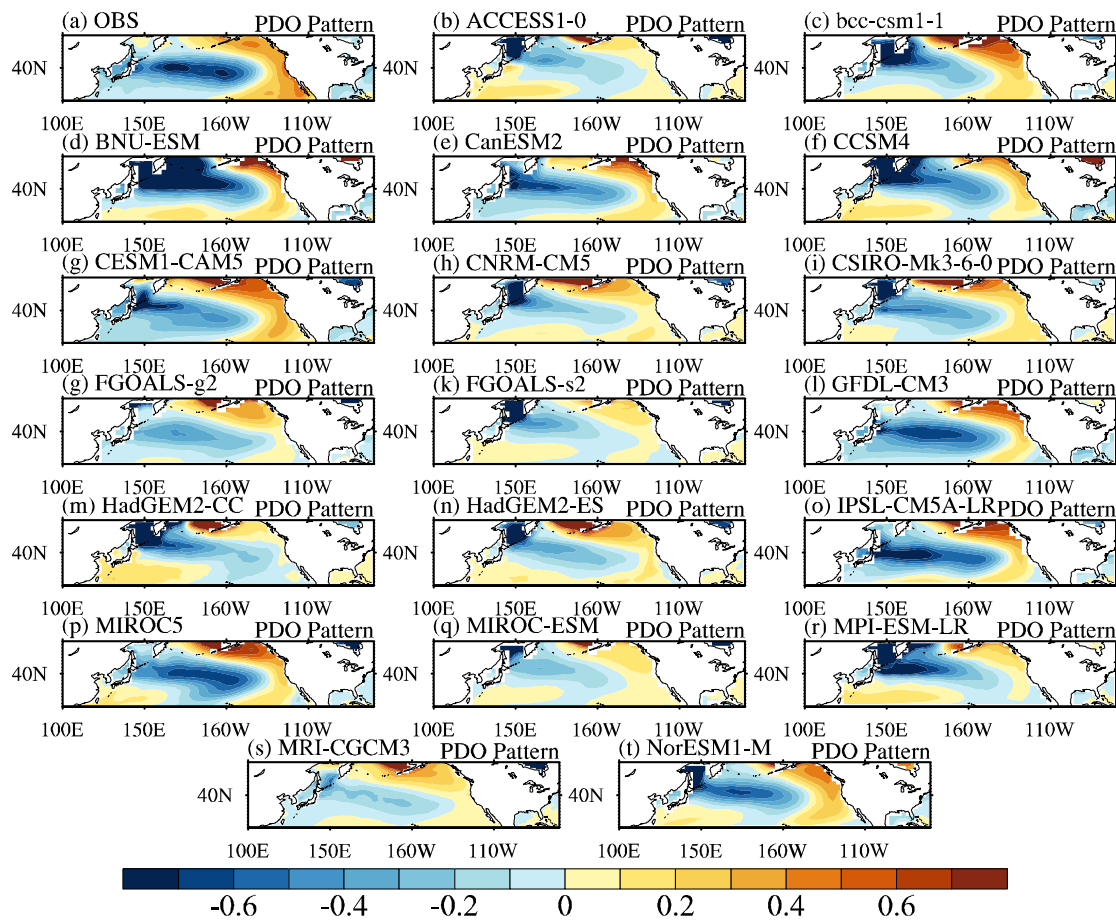 (a) OBS PDO Pattern (b) ACCESS1-0 PDO Pattern (c) bcc-csm1-1 PDO Pattern
40N 40N 40N
100E 150E 160W 110W 100E 150E 160W 110W 100E 150E 160W 110W
(d) BNU-ESM PDO Pattern (e) CanESM2 PDO Pattern (f) CCSM4 PDO Pattern
40N 40N 40N
100E 150E 160W 110W 100E 150E 160W 110W 100E 150E 160W 110W
(g) CESM1-CAM5 PDO Pattern (h) CNRM-CM5 PDO Pattern (i) CSIRO-Mk3-6-0 PDO Pattern
40N 40N 40N
100E 150E 160W 110W 100E 150E 160W 110W 100E 150E 160W 110W
(g) FGOALS-g2 PDO Pattern (k) FGOALS-s2 PDO Pattern (l) GFDL-CM3 PDO Pattern
40N 40N 40N
100E 150E 160W 110W 100E 150E 160W 110W 100E 150E 160W 110W
(m) HadGEM2-CC PDO Pattern (n) HadGEM2-ES PDO Pattern (o) IPSL-CM5A-LR PDO Pattern
40N 40N 40N
100E 150E 160W 110W 100E 150E 160W 110W 100E 150E 160W 110W
(p) MIROC5 PDO Pattern (q) MIROC-ESM PDO Pattern (r) MPI-ESM-LR PDO Pattern
40N 40N 40N
100E 150E 160W 110W 100E 150E 160W 110W 100E 150E 160W 110W
(s) MRI-CGCM3 PDO Pattern (t) NorESM1-M PDO Pattern
40N 40N
100E 150E 160W 110W 100E 150E 160W 110W
-0.6 -0.4 -0.2 0 0.2 0.4 0.6